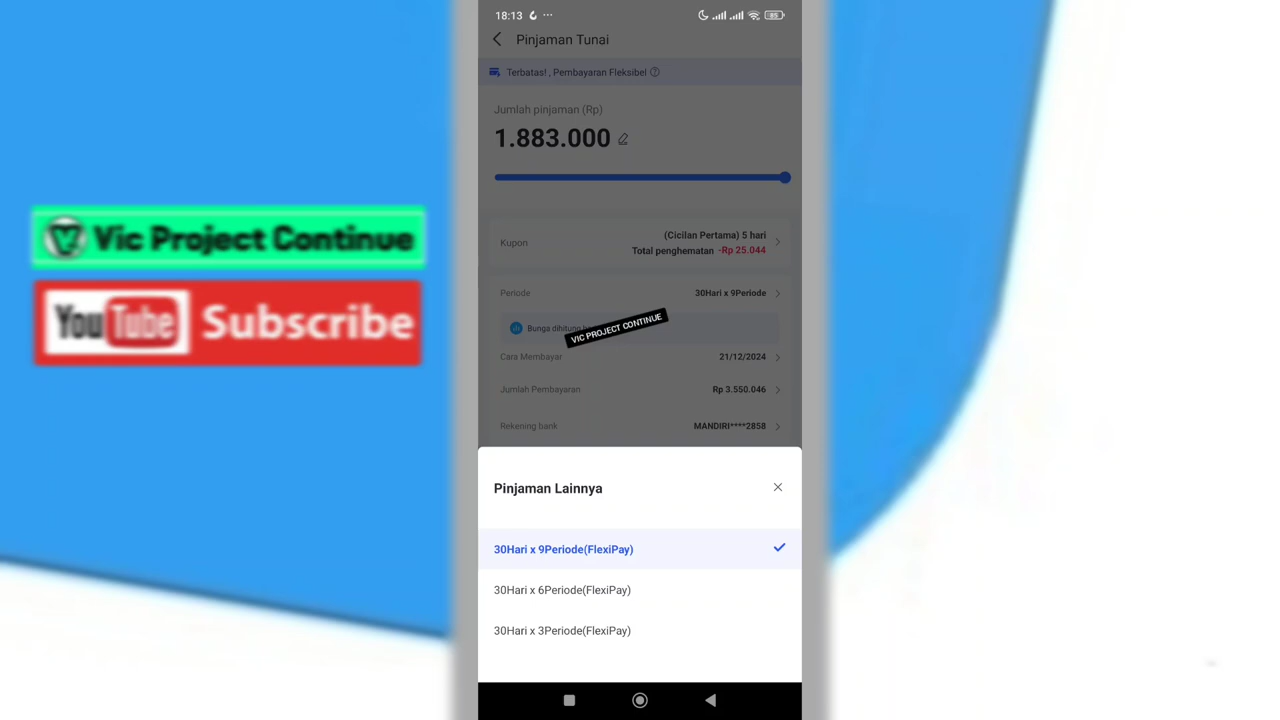 18:13
Pinjaman Tunai
Terbatas! , Pembayaran Fleksibel
Jumlah pinjaman (Rp)
1.883.000
Kupon
(Cicilan Pertama) 5 hari
Total penghematan -Rp 25.044
Periode 30Hari x 9Periode
Bunga dihitung
VIC PROJECT CONTINUE
Cara Membayar 21/12/2024
Jumlah Pembayaran Rp 3.550.046
Rekening bank MANDIRI****2858
Pinjaman Lainnya
30Hari x 9Periode(FlexiPay)
30Hari x 6Periode(FlexiPay)
30Hari x 3Periode(FlexiPay)
Vic Project Continue
YouTube Subscribe